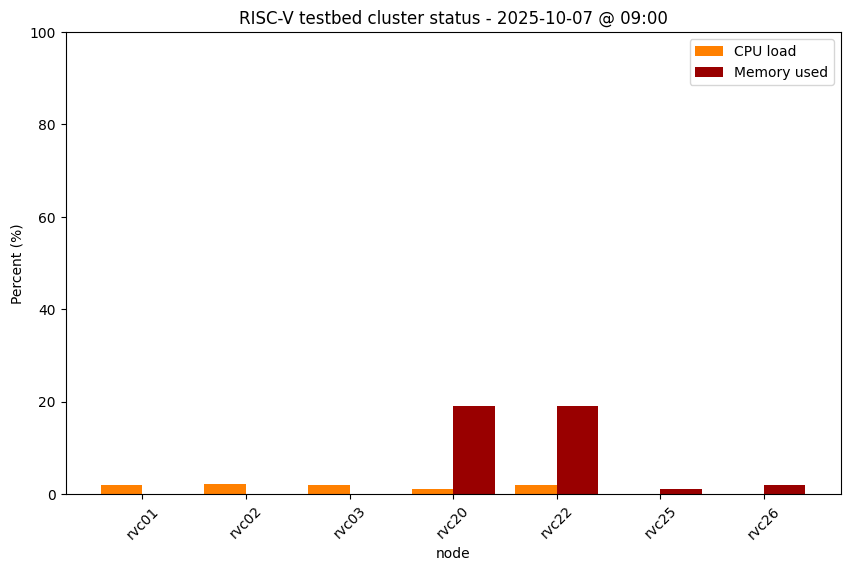 RISC-V testbed cluster status - 2025-10-07 @ 09:00
CPU load
Memory used
Percent (%)
100
80
60
40
20
0
rvc01
rvc02
rvc03
rvc20
rvc22
rvc25
rvc26
node